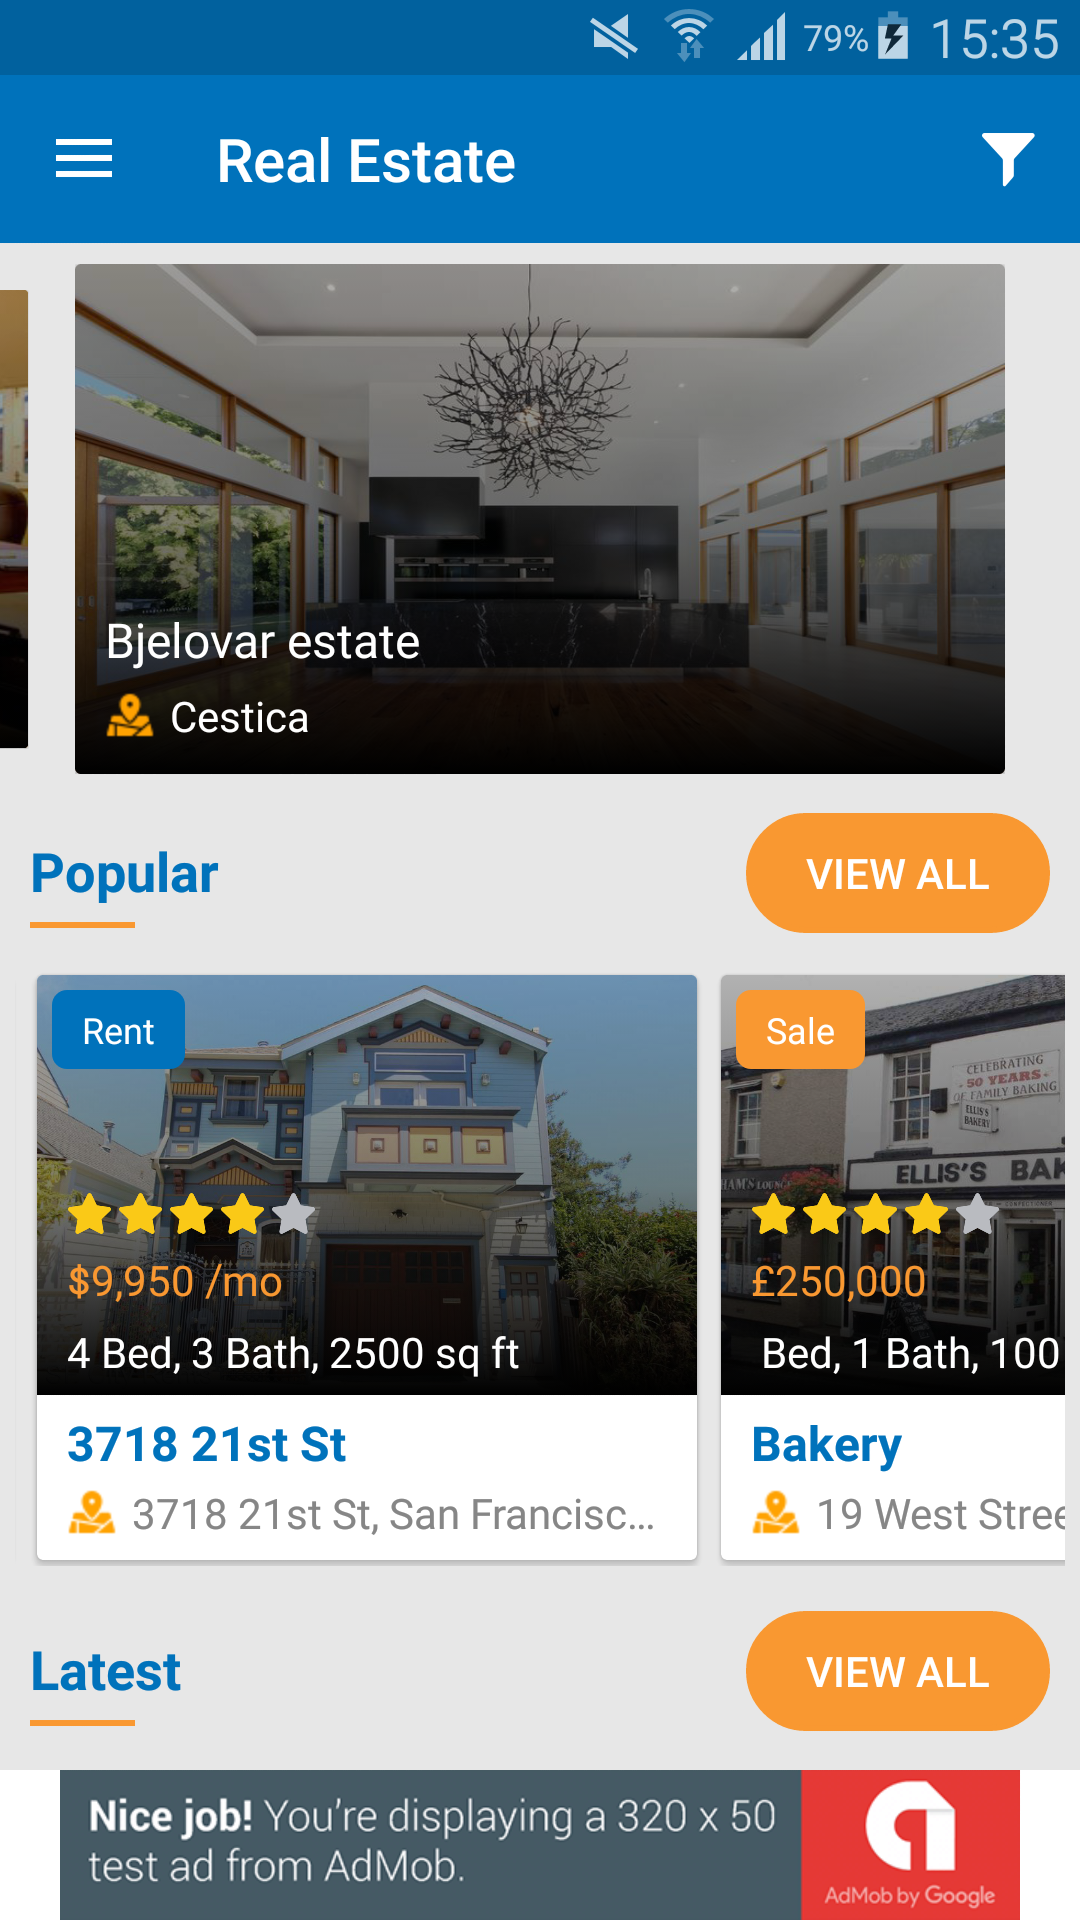 79% 15:35
Real Estate
Bjelovar estate
Cestica
Popular
VIEW ALL
Rent
$9,950 /mo
4 Bed, 3 Bath, 2500 sq ft
3718 21st St
3718 21st St, San Francisc...
Sale
CELEBRATING
50 YEARS
OF FAMILY BAKING
ELLIS'S
BAKERY
ELLIS'S BAK
£250,000
Bed, 1 Bath, 100
Bakery
19 West Stree
Latest
VIEW ALL
Nice job! You're displaying a 320 x 50
test ad from AdMob.
AdMob by Google